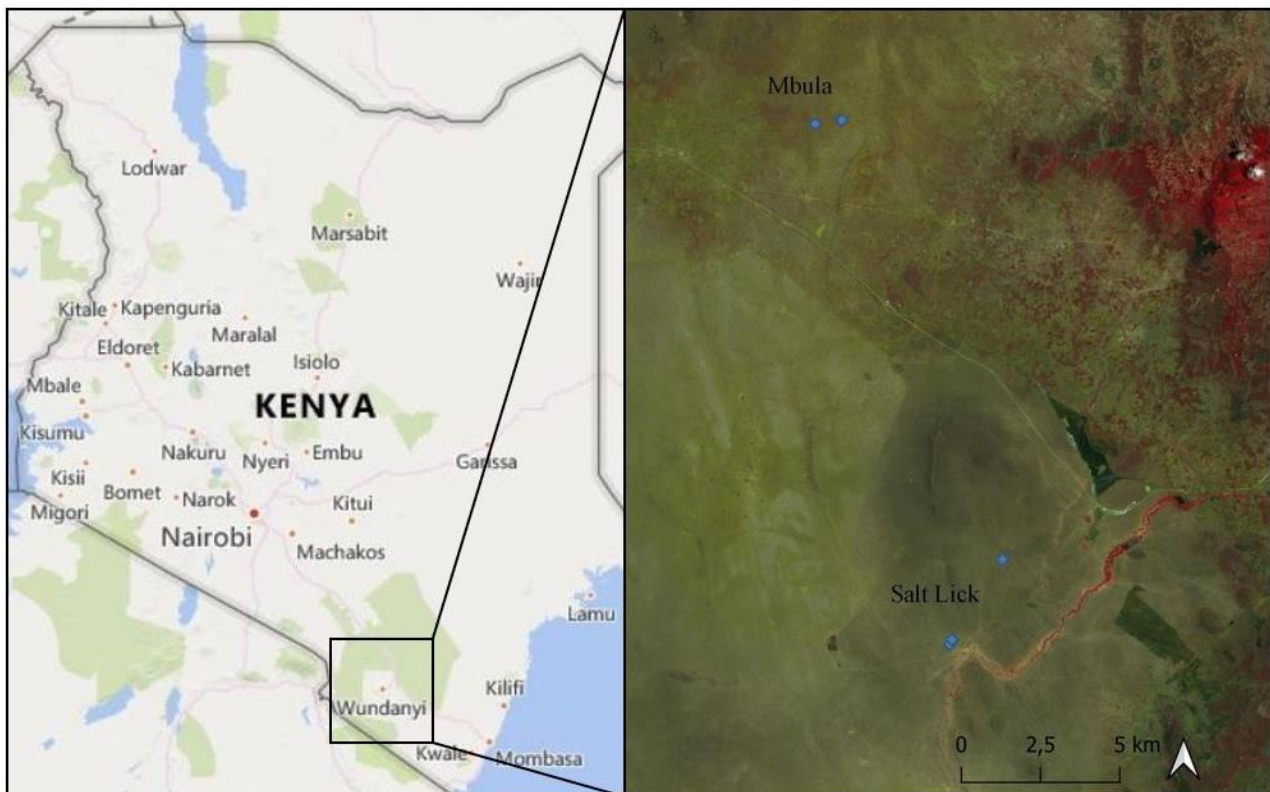 Lodwar
Marsabit
Wajir
Kitale
Kapenguria
Maralal
Eldoret
Kabarnet
Isiolo
Mbale
KENYA
Kisumu
Nakuru
Nyeri
Embu
Garissa
Kisii
Bomet
Narok
Kitui
Migori
Nairobi
Machakos
Lamu
Wundanyi
Kilifi
Kwale
Mombasa
Mbula
Salt Lick
0 2,5 5 km